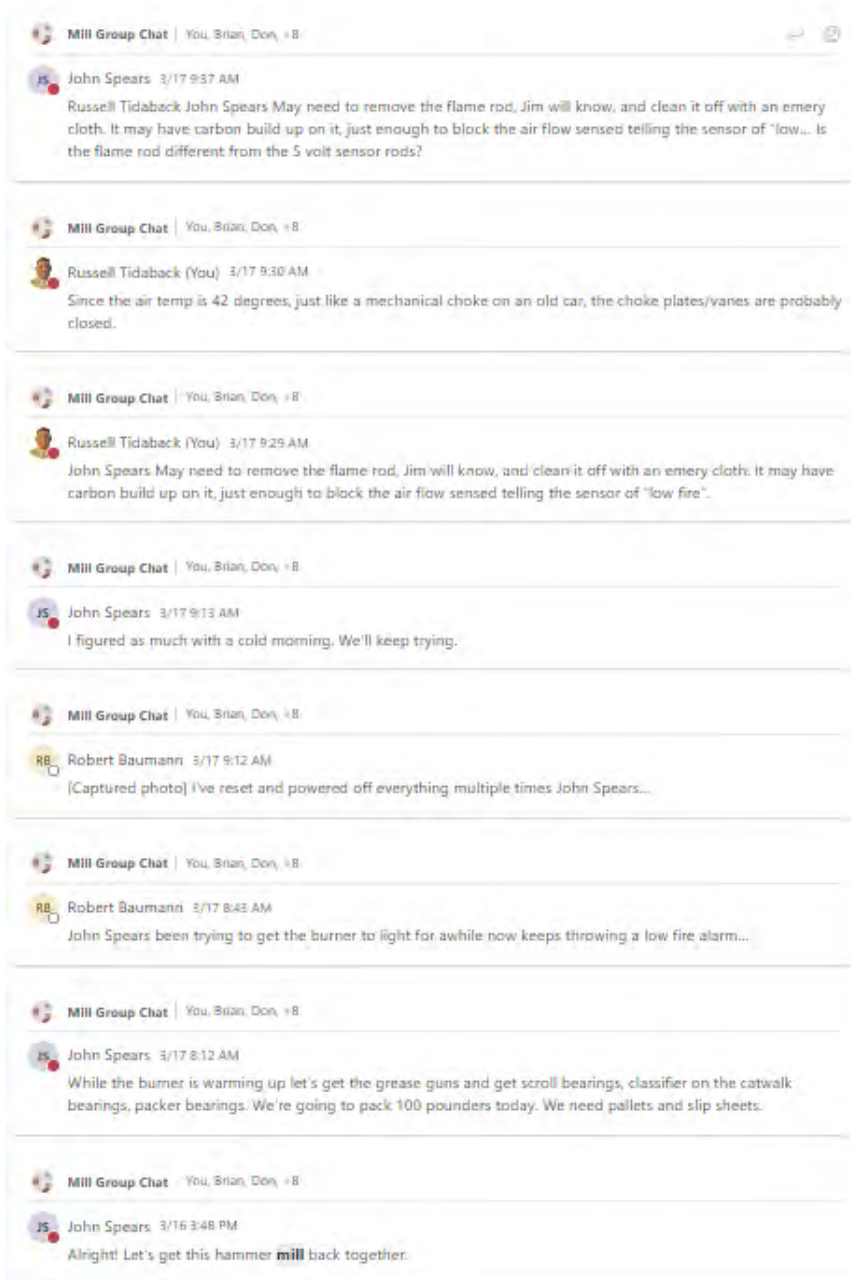 Mill Group Chat | You, Brian, Don, +8
JS John Spears 3/17 9:37 AM
Russell Tidaback John Spears May need to remove the flame rod, Jim will know, and clean it off with an emery
cloth. It may have carbon build up on it, just enough to block the air flow sensed telling the sensor of "low... Is
the flame rod different from the 5 volt sensor rods?
Mill Group Chat | You, Brian, Don, +8
Russell Tidaback (You) 3/17 9:30 AM
Since the air temp is 42 degrees, just like a mechanical choke on an old car, the choke plates/vanes are probably
closed.
Mill Group Chat | You, Brian, Don, +8
Russell Tidaback (You) 3/17 9:29 AM
John Spears May need to remove the flame rod, Jim will know, and clean it off with an emery cloth. It may have
carbon build up on it, just enough to block the air flow sensed telling the sensor of "low fire".
Mill Group Chat | You, Brian, Don, +8
JS John Spears 3/17 9:13 AM
I figured as much with a cold morning. We'll keep trying.
Mill Group Chat | You, Brian, Don, +8
RB Robert Baumann 3/17 9:12 AM
[Captured photo] I've reset and powered off everything multiple times John Spears...
Mill Group Chat | You, Brian, Don, +8
RB Robert Baumann 3/17 8:43 AM
John Spears been trying to get the burner to light for awhile now keeps throwing a low fire alarm...
Mill Group Chat | You, Brian, Don, +8
JS John Spears 3/17 8:12 AM
While the burner is warming up let's get the grease guns and get scroll bearings, classifier on the catwalk
bearings, packer bearings. We're going to pack 100 pounders today. We need pallets and slip sheets.
Mill Group Chat You, Brian, Don, +8
JS John Spears 3/16 3:48 PM
Alright! Let's get this hammer mill back together.